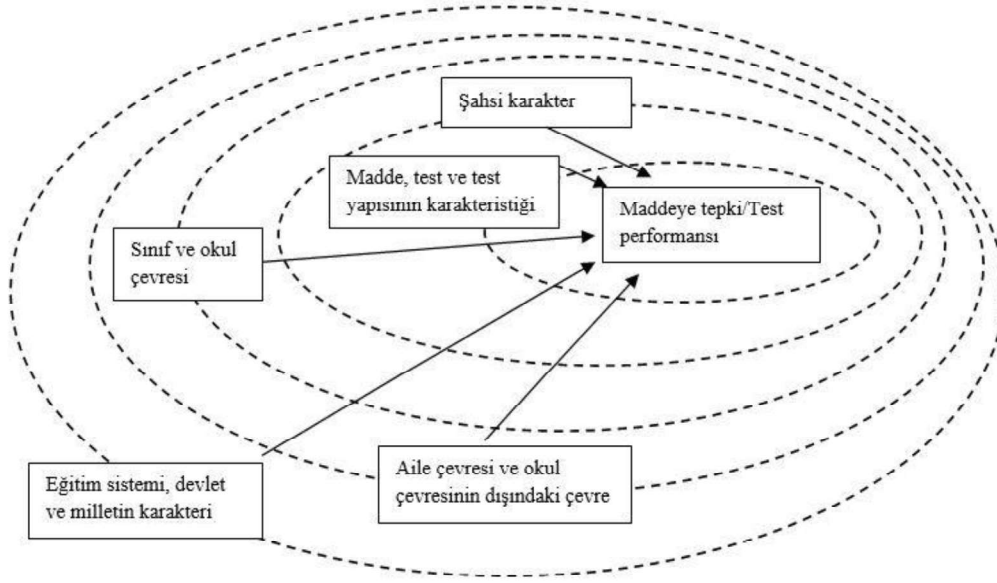 Şahsi karakter
Madde, test ve test
yapısının karakteristiği
Maddeye tepki/Test
performansı
Sınıf ve okul
çevresi
Aile çevresi ve okul
çevresinin dışındaki çevre
Eğitim sistemi, devlet
ve milletin karakteri